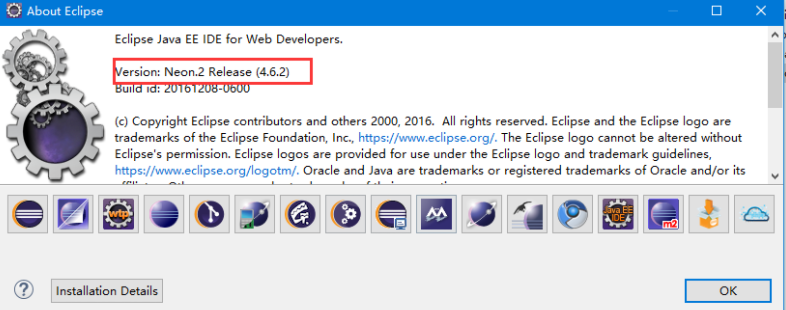 About Eclipse
Eclipse Java EE IDE for Web Developers.
Version: Neon.2 Release (4.6.2)
Build id: 20161208-0600
(c) Copyright Eclipse contributors and others 2000, 2016.  All rights reserved. Eclipse and the Eclipse logo are
trademarks of the Eclipse Foundation, Inc., https://www.eclipse.org/. The Eclipse logo cannot be altered without
Eclipse's permission. Eclipse logos are provided for use under the Eclipse logo and trademark guidelines,
https://www.eclipse.org/logotm/. Oracle and Java are trademarks or registered trademarks of Oracle and/or its
wtp
Java EE
IDE
m2
?
Installation Details
OK